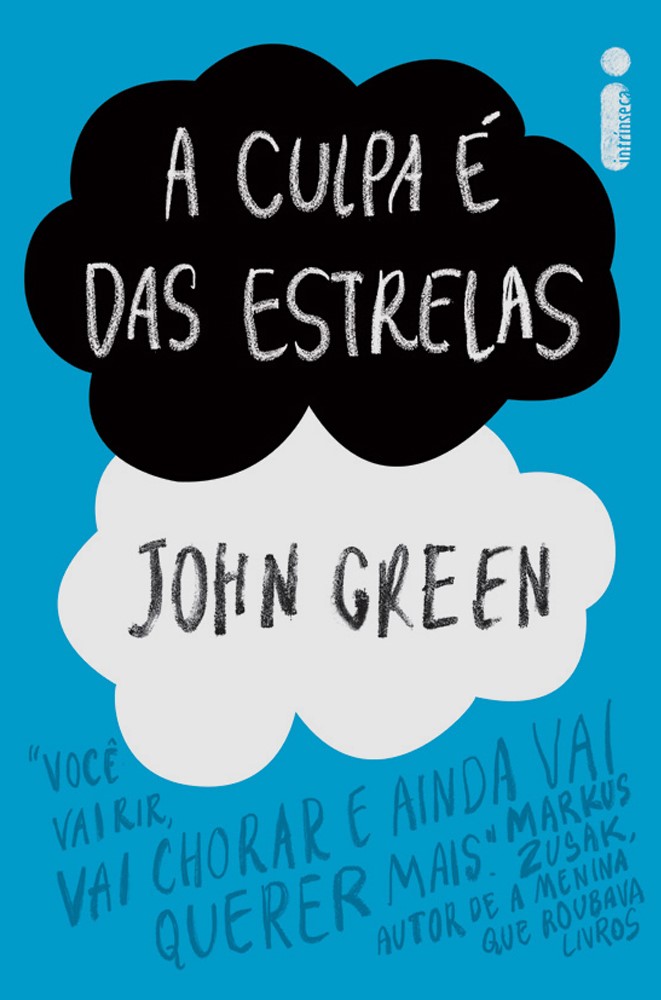 intrínseca
A CULPA É
DAS ESTRELAS
JOHN GREEN
"VOCÊ
VAI RIR,
VAI CHORAR E AINDA VAI
QUERER MAIS." MARKUS
ZUSAK,
AUTOR DE A MENINA
QUE ROUBAVA
LIVROS